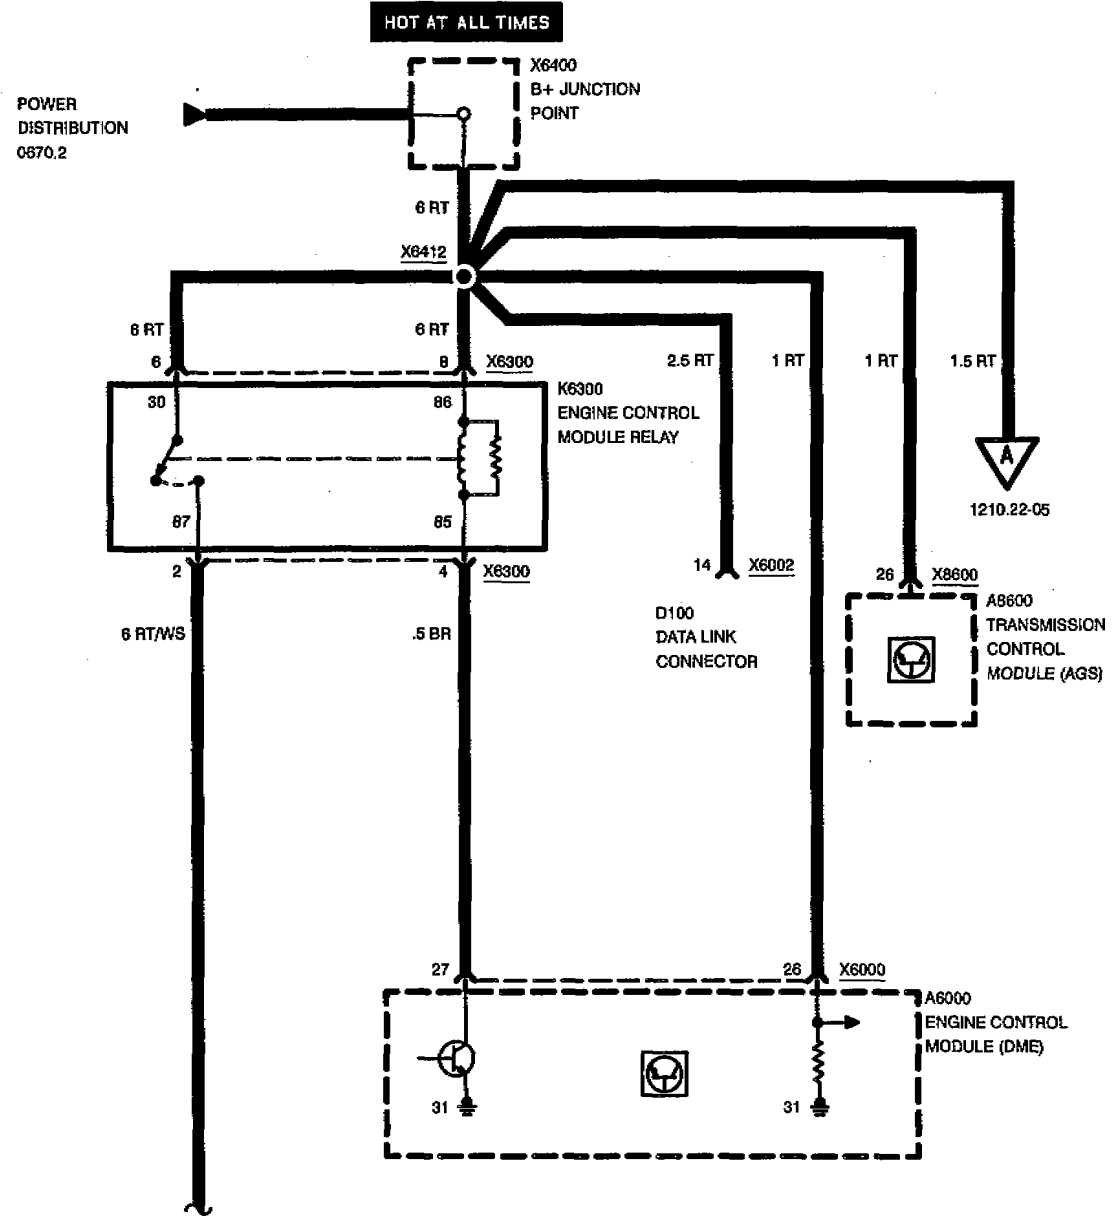 HOT AT ALL TIMES
X6400
B+ JUNCTION
POINT
POWER
DISTRIBUTION
0670.2
6 RT
X6412
6 RT
6 RT
2.5 RT
1 RT
1 RT
1.5 RT
6
8
X6300
30
86
K6300
ENGINE CONTROL
MODULE RELAY
A
1210.22-05
87
85
2
4
X6300
14
X6002
26
X8600
6 RT/WS
.5 BR
D100
DATA LINK
CONNECTOR
A8600
TRANSMISSION
CONTROL
MODULE (AGS)
27
26
X6000
A6000
ENGINE CONTROL
MODULE (DME)
31
31